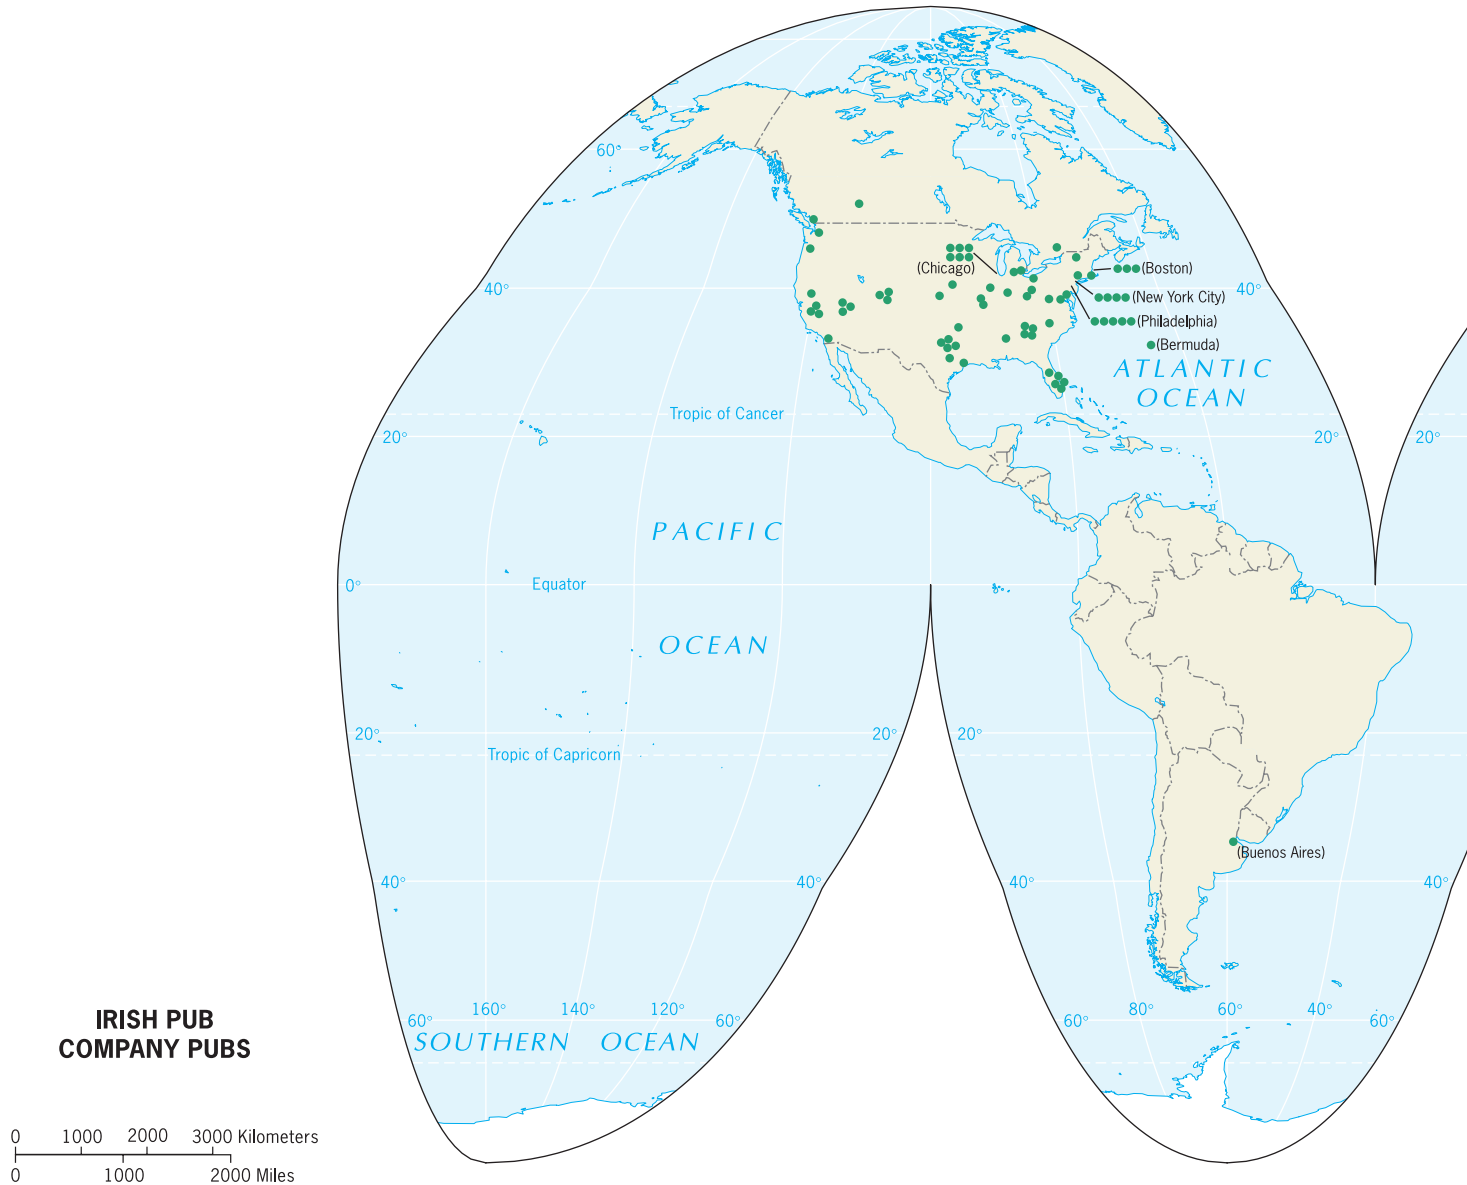 60°
(Chicago)
(Boston)
40°
40°
(New York City)
(Philadelphia)
(Bermuda)
ATLANTIC
OCEAN
Tropic of Cancer
20°
20°
20°
PACIFIC
0°
Equator
OCEAN
20°
20°
20°
Tropic of Capricorn
(Buenos Aires)
40°
40°
40°
40°
160°
140°
120°
80°
60°
40°
60°
60°
60°
60°
SOUTHERN OCEAN
IRISH PUB
COMPANY PUBS
0 1000 2000 3000 Kilometers
0 1000 2000 Miles